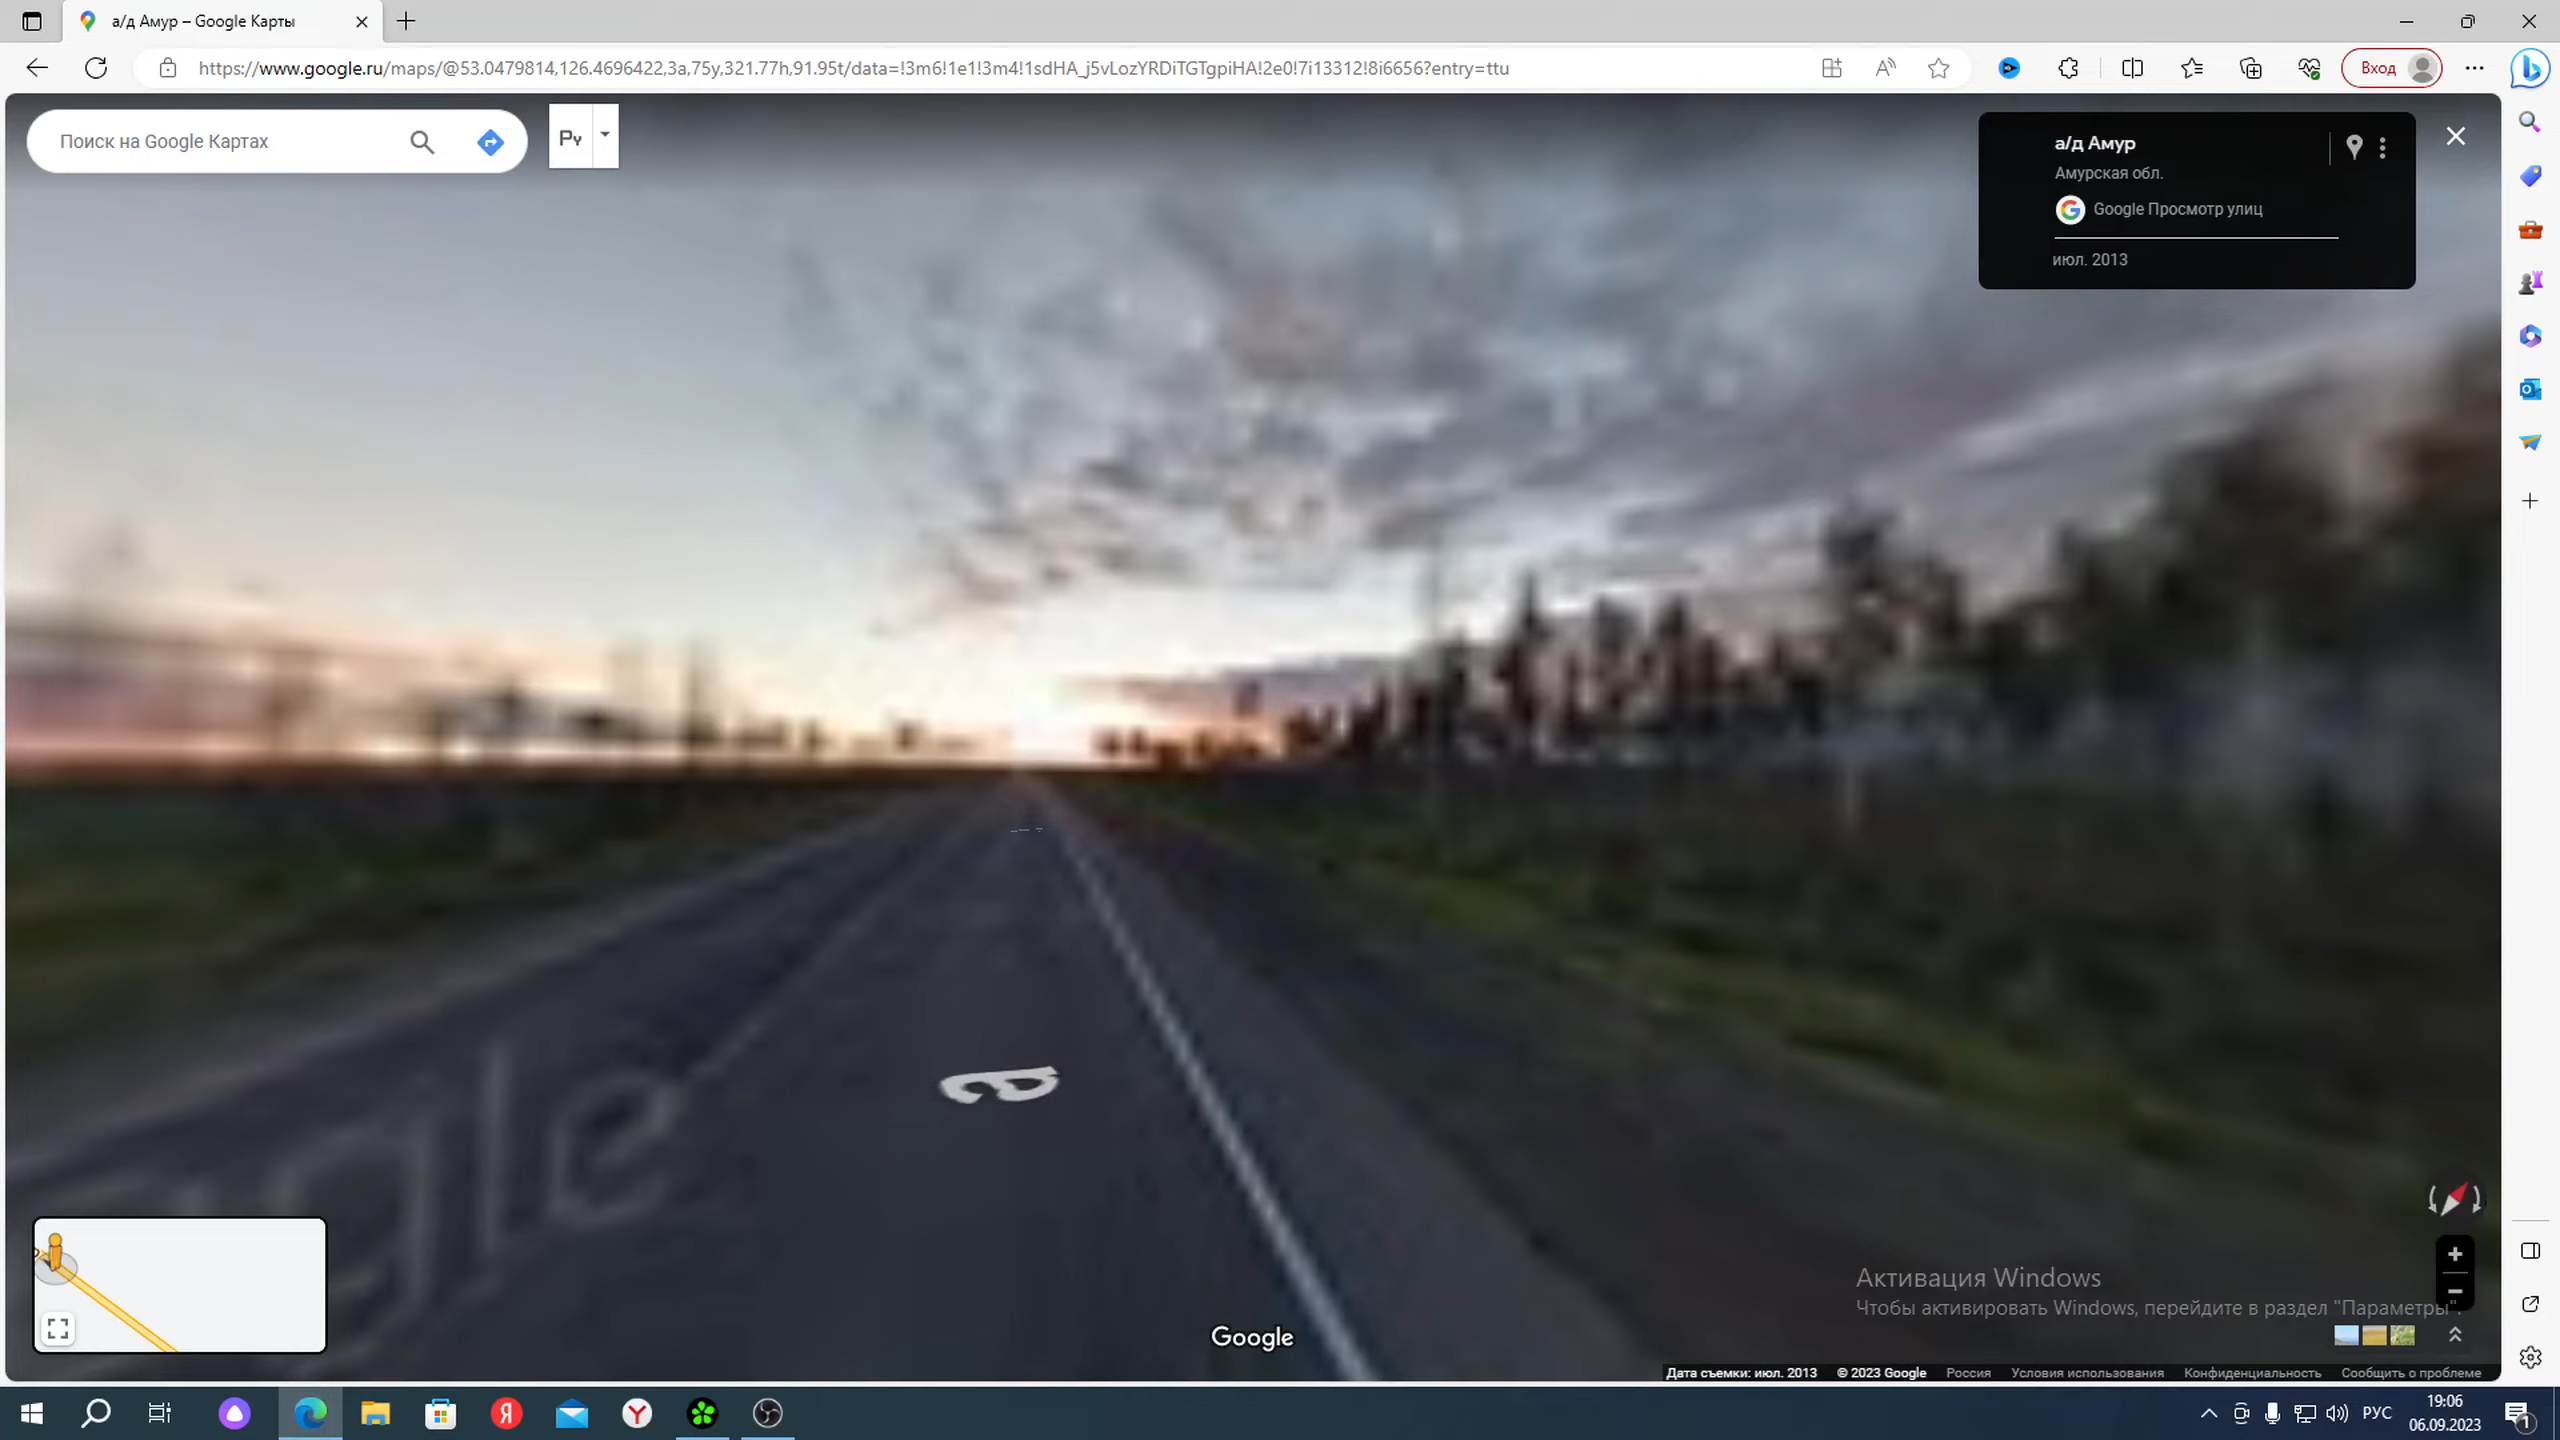 а/д Амур – Google Карты
https://www.google.ru/maps/@53.0479814,126.4696422,3a,75y,321.77h,91.95t/data=!3m6!1e1!3m4!1sdHA_j5vLozYRDiTGTgpiHA!2e0!7i13312!8i6656?entry=ttu
Вход
Поиск на Google Картах
а/д Амур
Амурская обл.
Google Просмотр улиц
июл. 2013
gle
а
Активация Windows
Чтобы активировать Windows, перейдите в раздел "Параметры".
Google
Дата съемки: июл. 2013 © 2023 Google Россия Условия использования Конфиденциальность Сообщить о проблеме
РУС
19:06
06.09.2023
1